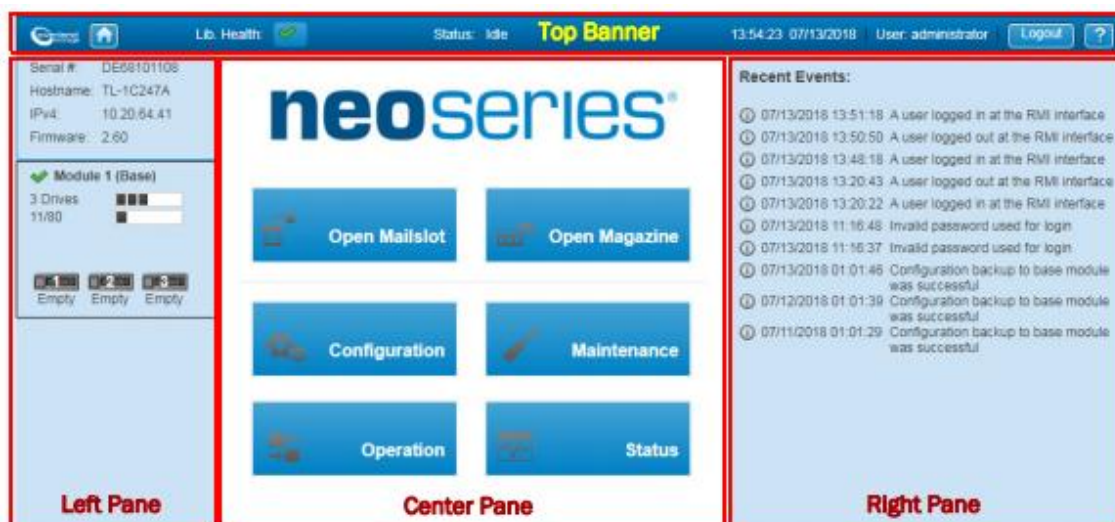 Lib. Health:
Status: Idle
Top Banner
13:54:23 07/13/2018
User: administrator
Logout
?
Serial #: DE68101108
Hostname: TL-1C247A
IPv4: 10.20.64.41
Firmware: 2.60
Module 1 (Base)
3 Drives
11/80
1 2 3
Empty Empty Empty
Left Pane
neoseries
Open Mailslot
Open Magazine
Configuration
Maintenance
Operation
Status
Center Pane
Recent Events:
07/13/2018 13:51:18 A user logged in at the RMI interface
07/13/2018 13:50:50 A user logged out at the RMI interface
07/13/2018 13:48:18 A user logged in at the RMI interface
07/13/2018 13:20:43 A user logged out at the RMI interface
07/13/2018 13:20:22 A user logged in at the RMI interface
07/13/2018 11:16:48 Invalid password used for login
07/13/2018 11:16:37 Invalid password used for login
07/13/2018 01:01:46 Configuration backup to base module
was successful
07/12/2018 01:01:39 Configuration backup to base module
was successful
07/11/2018 01:01:29 Configuration backup to base module
was successful
Right Pane